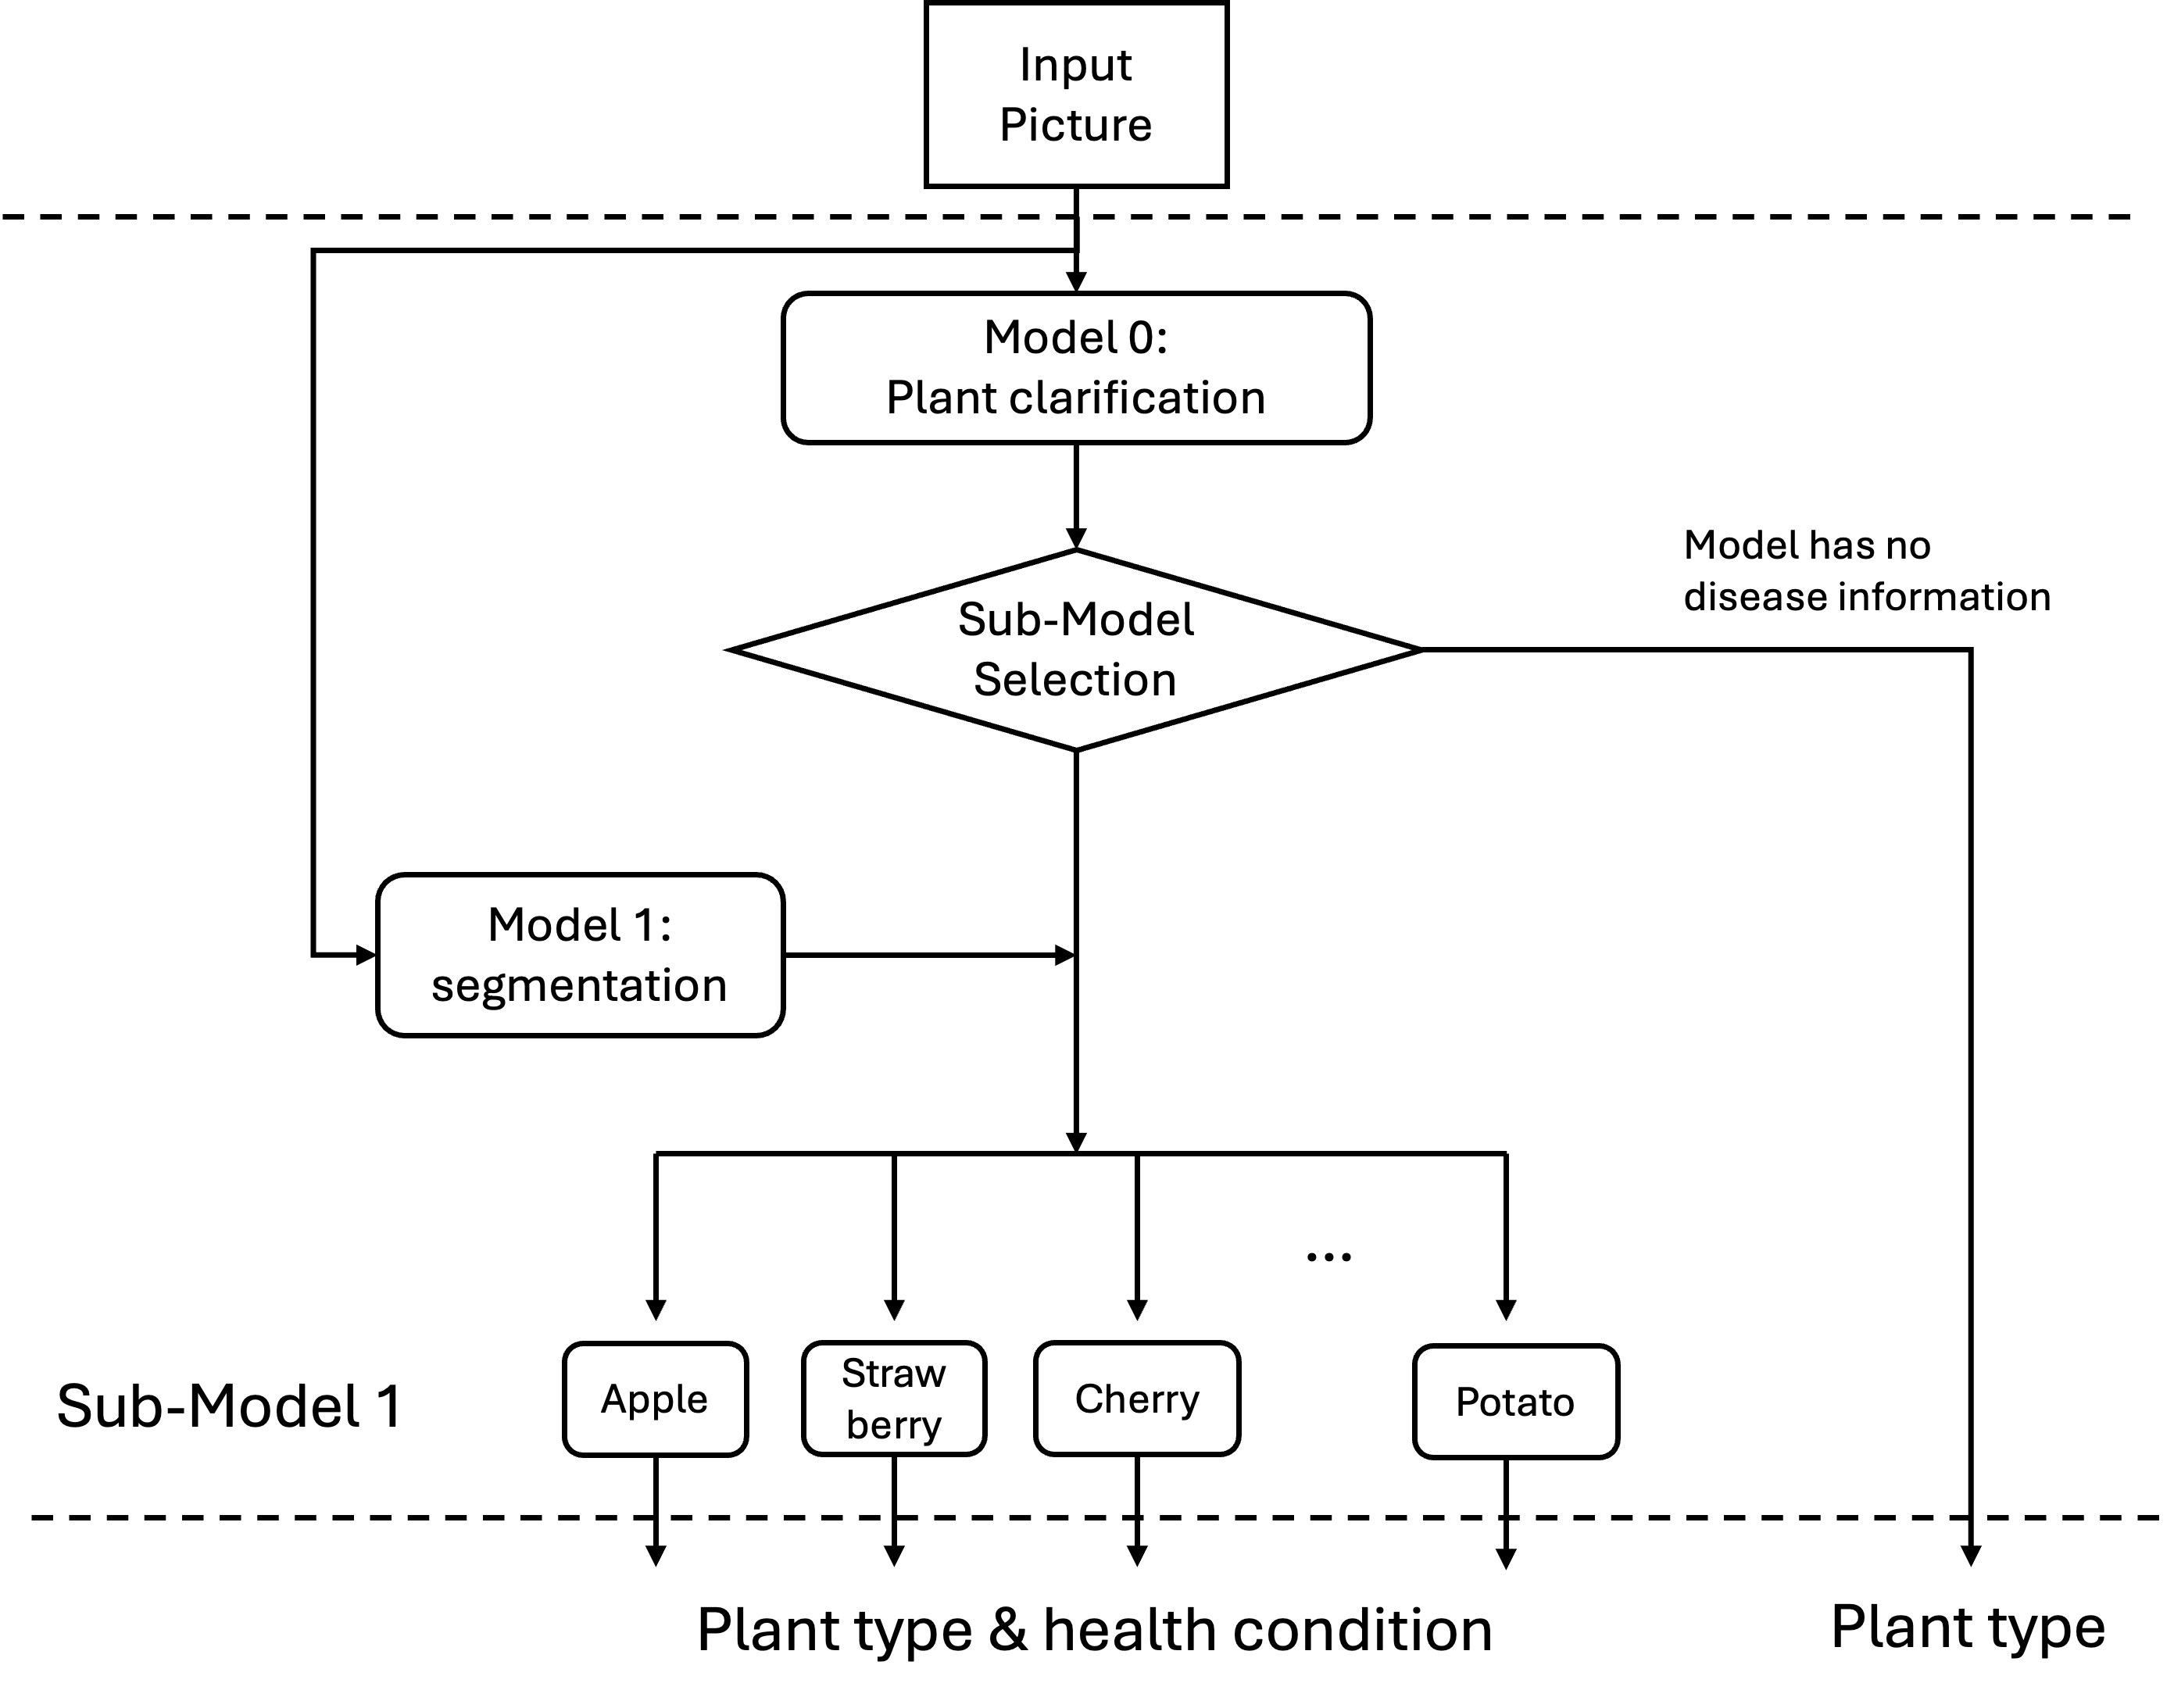 Input
Picture
Model 0:
Plant clarification
Model has no
disease information
Sub-Model
Selection
Model 1:
segmentation
...
Sub-Model 1
Apple
Straw
berry
Cherry
Potato
Plant type & health condition
Plant type